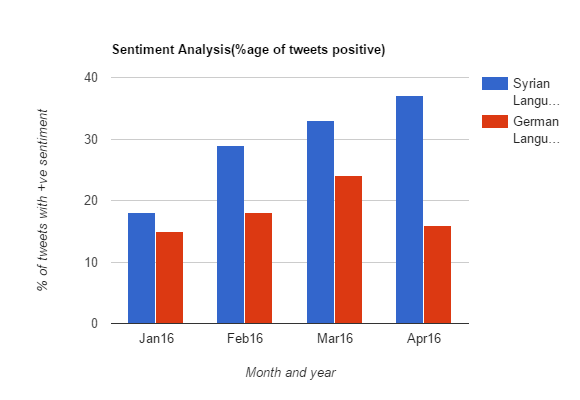 Sentiment Analysis(%age of tweets positive)
% of tweets with +ve sentiment
40
30
20
10
0
Jan16 Feb16 Mar16 Apr16
Month and year
Syrian
Langu…
German
Langu…